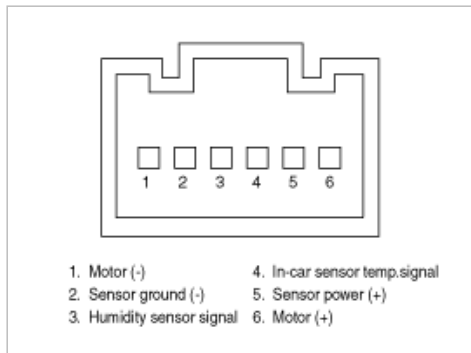 1 2 3 4 5 6
1. Motor (-)
2. Sensor ground (-)
3. Humidity sensor signal
4. In-car sensor temp.signal
5. Sensor power (+)
6. Motor (+)